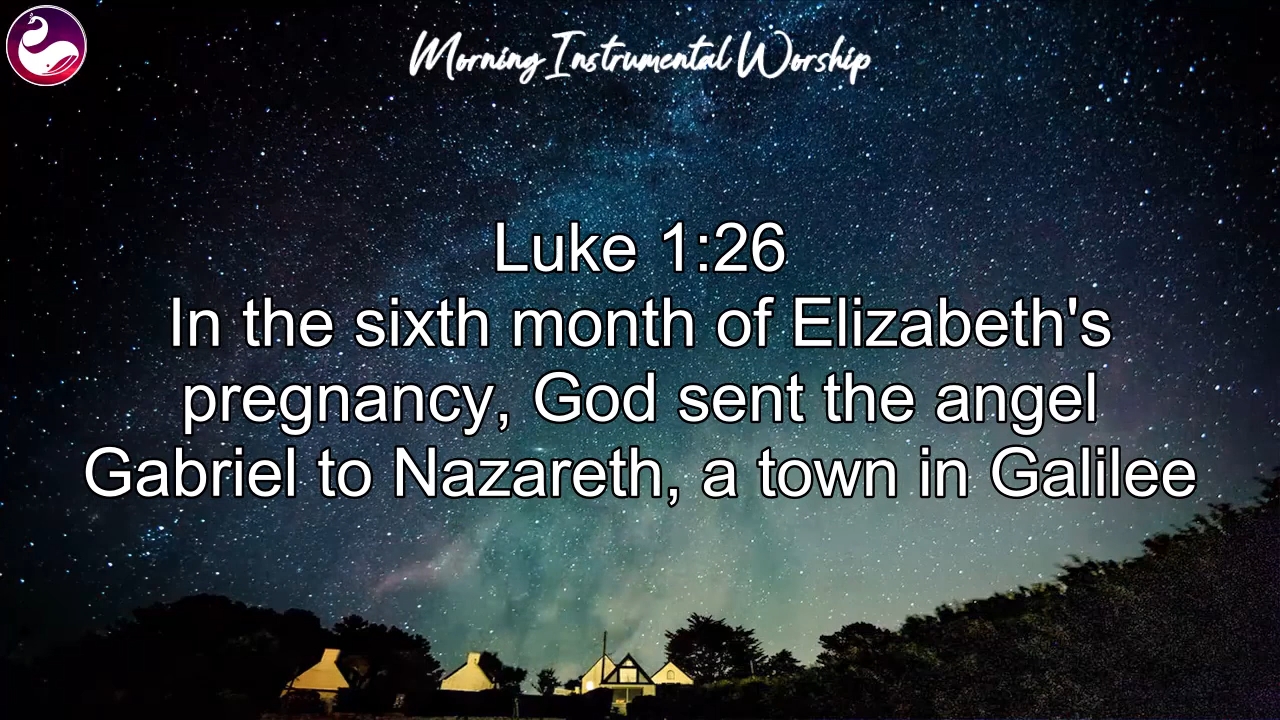 Morning Instrumental Worship
Luke 1:26
In the sixth month of Elizabeth's
pregnancy, God sent the angel
Gabriel to Nazareth, a town in Galilee